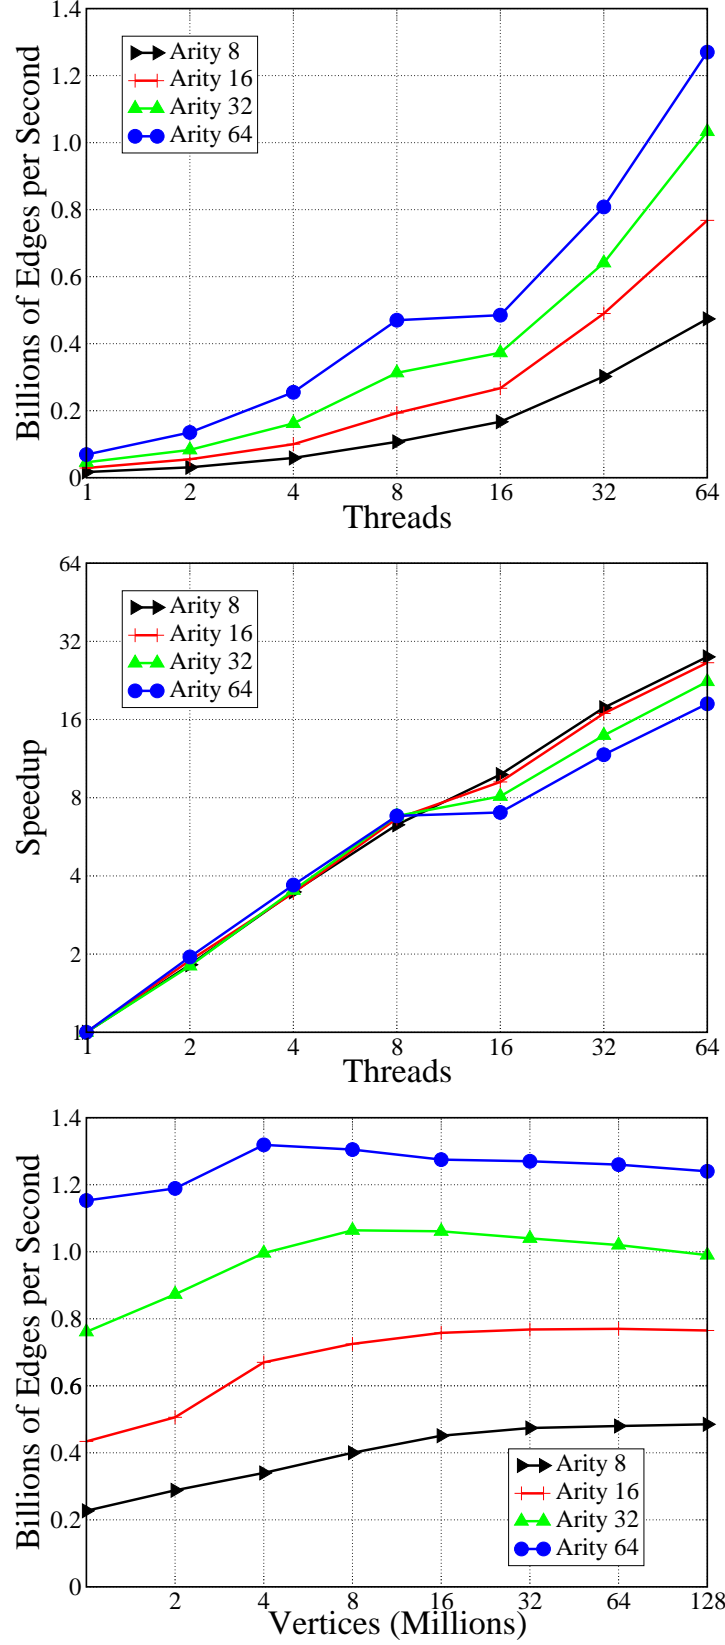 1.4
Arity 8
Arity 16
Arity 32
Arity 64
1.2
1.0
0.8
0.6
0.4
0.2
0
Billions of Edges per Second
1 2 4 8 16 32 64
Threads
64
Arity 8
Arity 16
Arity 32
Arity 64
32
16
8
4
2
1
Speedup
1 2 4 8 16 32 64
Threads
1.4
1.2
1.0
0.8
0.6
0.4
0.2
0
Billions of Edges per Second
Arity 8
Arity 16
Arity 32
Arity 64
2 4 8 16 32 64 128
Vertices (Millions)